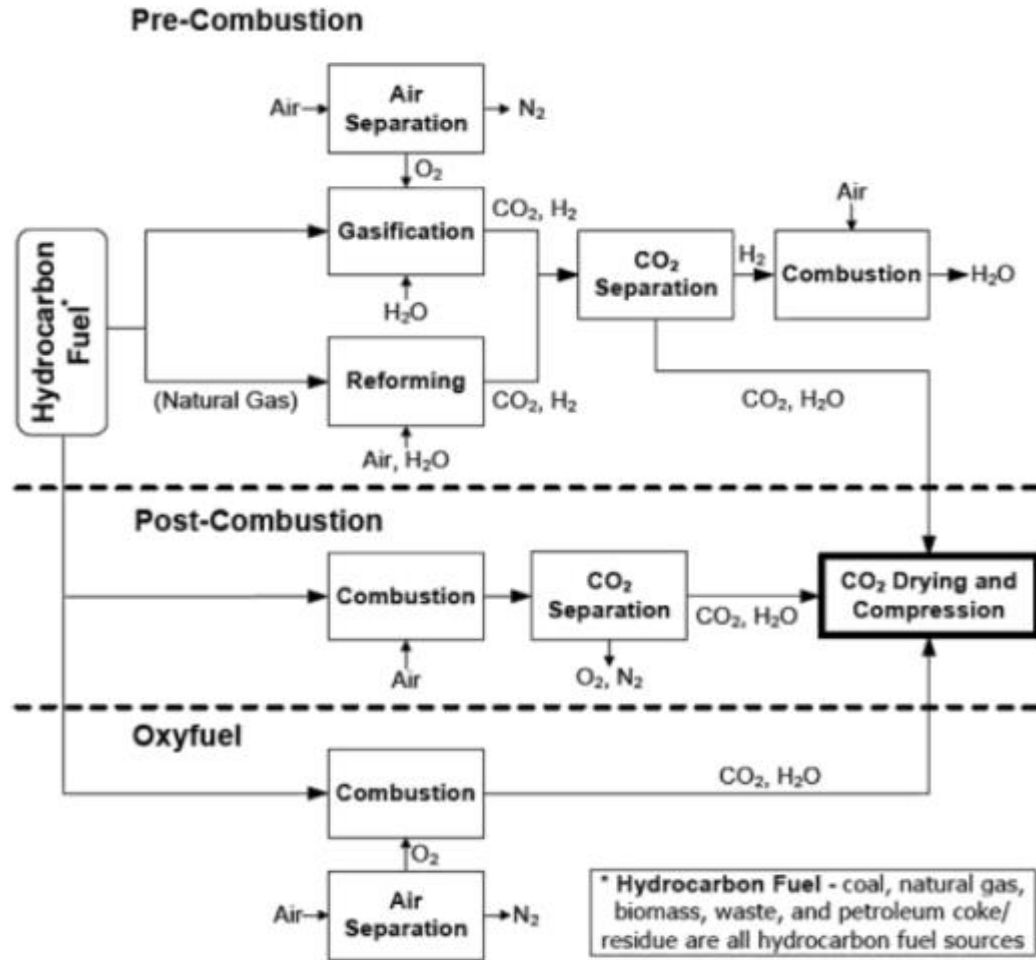 Pre-Combustion
Air
Air
Separation
N₂
O₂
Hydrocarbon
Fuel*
Gasification
CO₂, H₂
H₂O
(Natural Gas)
Reforming
CO₂, H₂
Air, H₂O
CO₂
Separation
H₂
Air
Combustion
H₂O
CO₂, H₂O
Post-Combustion
Combustion
Air
CO₂
Separation
O₂, N₂
CO₂, H₂O
CO₂ Drying and
Compression
Oxyfuel
Combustion
CO₂, H₂O
O₂
Air
Air
Separation
N₂
* Hydrocarbon Fuel - coal, natural gas,
biomass, waste, and petroleum coke/
residue are all hydrocarbon fuel sources